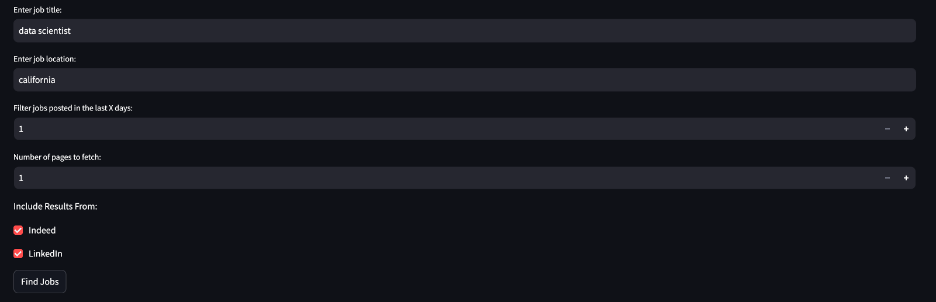 Enter job title:
data scientist
Enter job location:
california
Filter jobs posted in the last X days:
1
Number of pages to fetch:
1
Include Results From:
Indeed
LinkedIn
Find Jobs